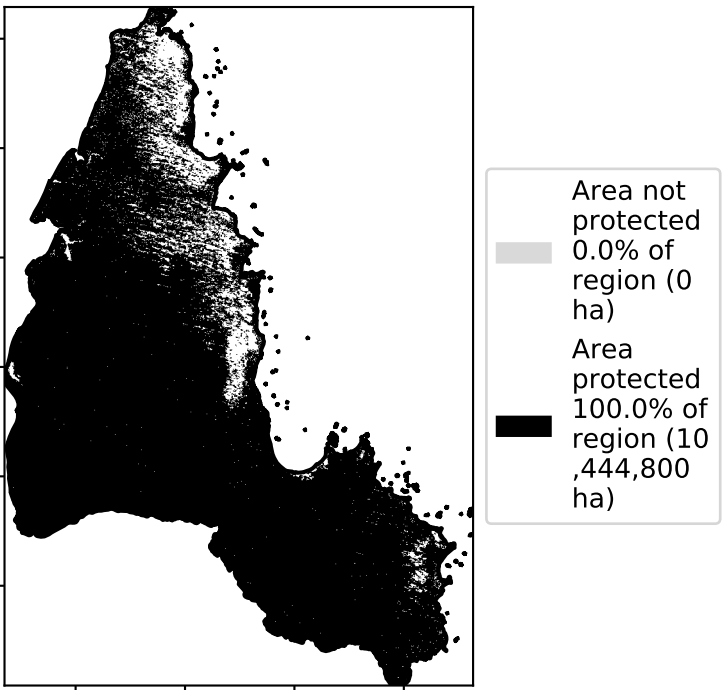 Area not
protected
0.0% of
region (0
ha)
Area
protected
100.0% of
region (10
,444,800
ha)